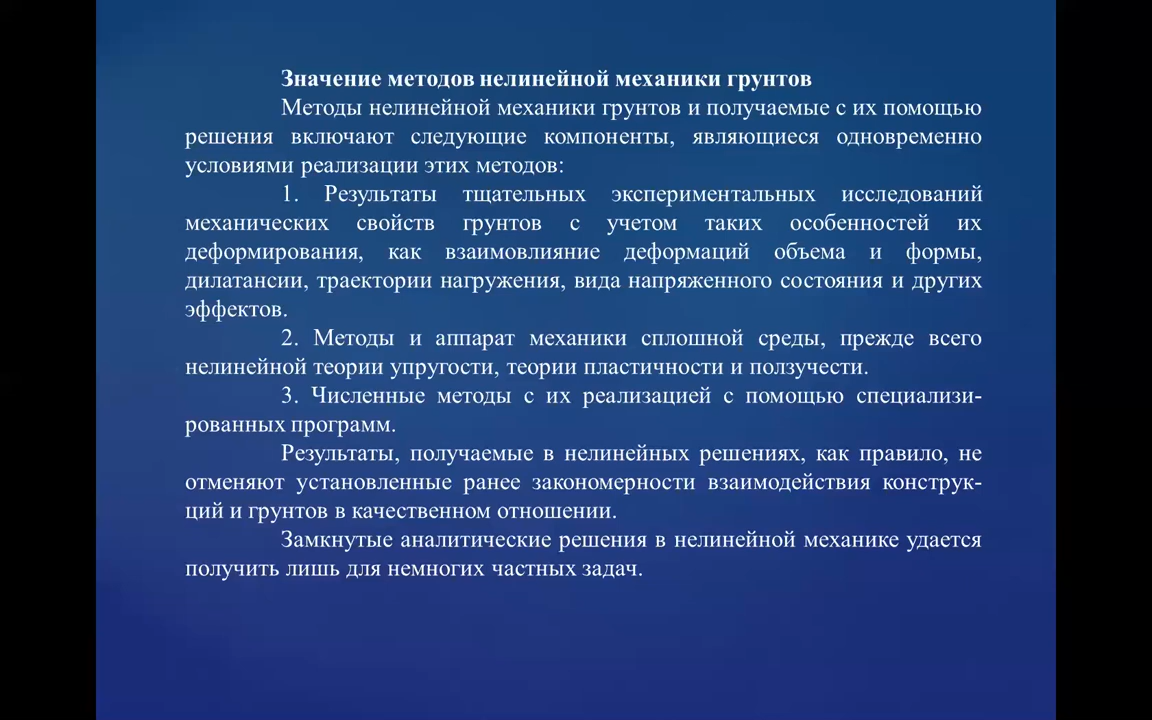 Значение методов нелинейной механики грунтов
Методы нелинейной механики грунтов и получаемые с их помощью
решения включают следующие компоненты, являющиеся одновременно
условиями реализации этих методов:
1. Результаты тщательных экспериментальных исследований
механических свойств грунтов с учетом таких особенностей их
деформирования, как взаимовлияние деформаций объема и формы,
дилатансии, траектории нагружения, вида напряженного состояния и других
эффектов.
2. Методы и аппарат механики сплошной среды, прежде всего
нелинейной теории упругости, теории пластичности и ползучести.
3. Численные методы с их реализацией с помощью специализи-
рованных программ.
Результаты, получаемые в нелинейных решениях, как правило, не
отменяют установленные ранее закономерности взаимодействия конструк-
ций и грунтов в качественном отношении.
Замкнутые аналитические решения в нелинейной механике удается
получить лишь для немногих частных задач.